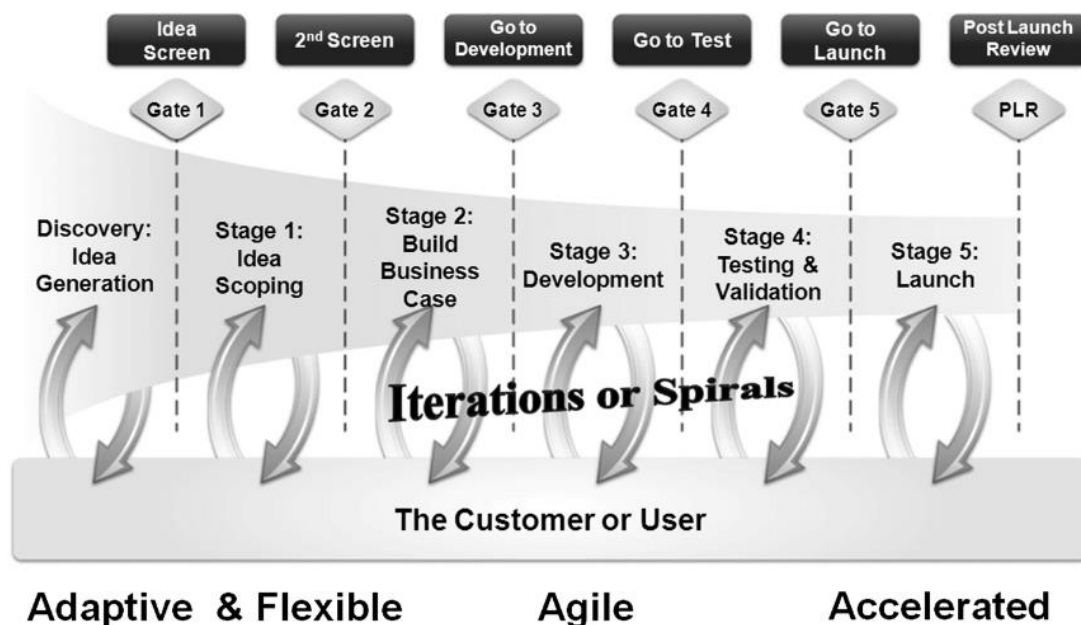 Idea
Screen
2nd Screen
Go to
Development
Go to Test
Go to
Launch
Post Launch
Review
Gate 1
Gate 2
Gate 3
Gate 4
Gate 5
PLR
Discovery:
Idea
Generation
Stage 1:
Idea
Scoping
Stage 2:
Build
Business
Case
Stage 3:
Development
Stage 4:
Testing &
Validation
Stage 5:
Launch
Iterations or Spirals
The Customer or User
Adaptive & Flexible
Agile
Accelerated